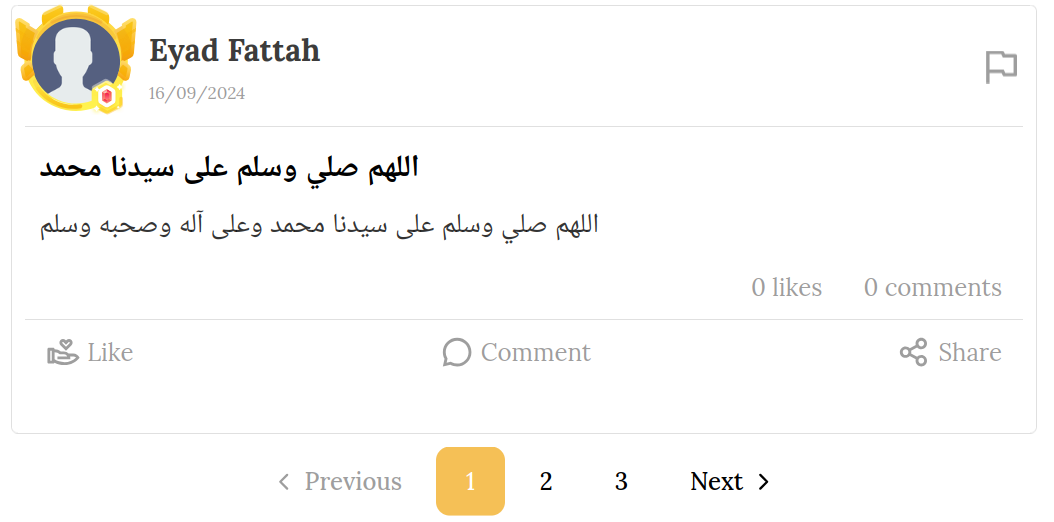 Eyad Fattah
16/09/2024
اللهم صلي وسلم على سيدنا محمد
اللهم صلي وسلم على سيدنا محمد وعلى آله وصحبه وسلم
0 likes 0 comments
Like Comment Share
Previous 1 2 3 Next